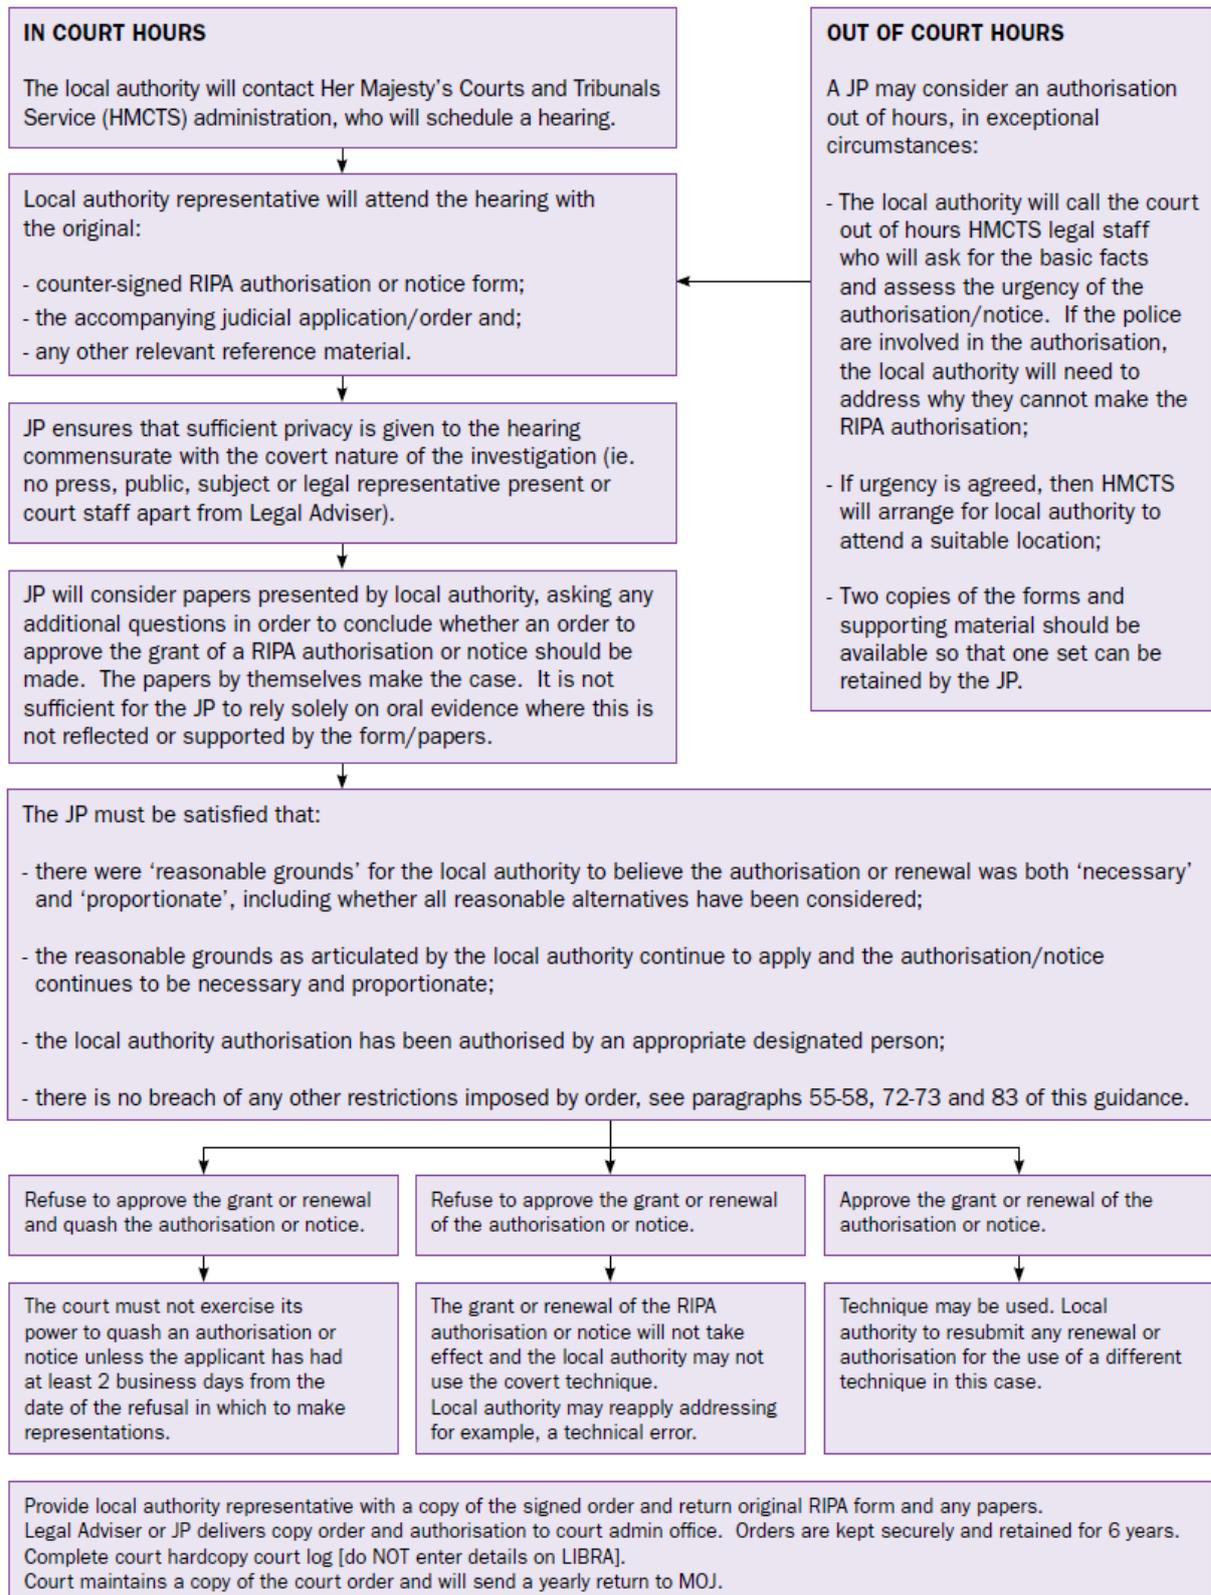 IN COURT HOURS
The local authority will contact Her Majesty's Courts and Tribunals
Service (HMCTS) administration, who will schedule a hearing.
Local authority representative will attend the hearing with
the original:
- counter-signed RIPA authorisation or notice form;
- the accompanying judicial application/order and;
- any other relevant reference material.
JP ensures that sufficient privacy is given to the hearing
commensurate with the covert nature of the investigation (ie.
no press, public, subject or legal representative present or
court staff apart from Legal Adviser).
JP will consider papers presented by local authority, asking any
additional questions in order to conclude whether an order to
approve the grant of a RIPA authorisation or notice should be
made. The papers by themselves make the case. It is not
sufficient for the JP to rely solely on oral evidence where this is
not reflected or supported by the form/papers.
OUT OF COURT HOURS
A JP may consider an authorisation
out of hours, in exceptional
circumstances:
- The local authority will call the court
out of hours HMCTS legal staff
who will ask for the basic facts
and assess the urgency of the
authorisation/notice. If the police
are involved in the authorisation,
the local authority will need to
address why they cannot make the
RIPA authorisation;
- If urgency is agreed, then HMCTS
will arrange for local authority to
attend a suitable location;
- Two copies of the forms and
supporting material should be
available so that one set can be
retained by the JP.
The JP must be satisfied that:
- there were ‘reasonable grounds’ for the local authority to believe the authorisation or renewal was both ‘necessary’
and ‘proportionate’, including whether all reasonable alternatives have been considered;
- the reasonable grounds as articulated by the local authority continue to apply and the authorisation/notice
continues to be necessary and proportionate;
- the local authority authorisation has been authorised by an appropriate designated person;
- there is no breach of any other restrictions imposed by order, see paragraphs 55-58, 72-73 and 83 of this guidance.
Refuse to approve the grant or renewal
and quash the authorisation or notice.
The court must not exercise its
power to quash an authorisation or
notice unless the applicant has had
at least 2 business days from the
date of the refusal in which to make
representations.
Refuse to approve the grant or renewal
of the authorisation or notice.
The grant or renewal of the RIPA
authorisation or notice will not take
effect and the local authority may not
use the covert technique.
Local authority may reapply addressing
for example, a technical error.
Approve the grant or renewal of the
authorisation or notice.
Technique may be used. Local
authority to resubmit any renewal or
authorisation for the use of a different
technique in this case.
Provide local authority representative with a copy of the signed order and return original RIPA form and any papers.
Legal Adviser or JP delivers copy order and authorisation to court admin office. Orders are kept securely and retained for 6 years.
Complete court hardcopy court log [do NOT enter details on LIBRA].
Court maintains a copy of the court order and will send a yearly return to MOJ.